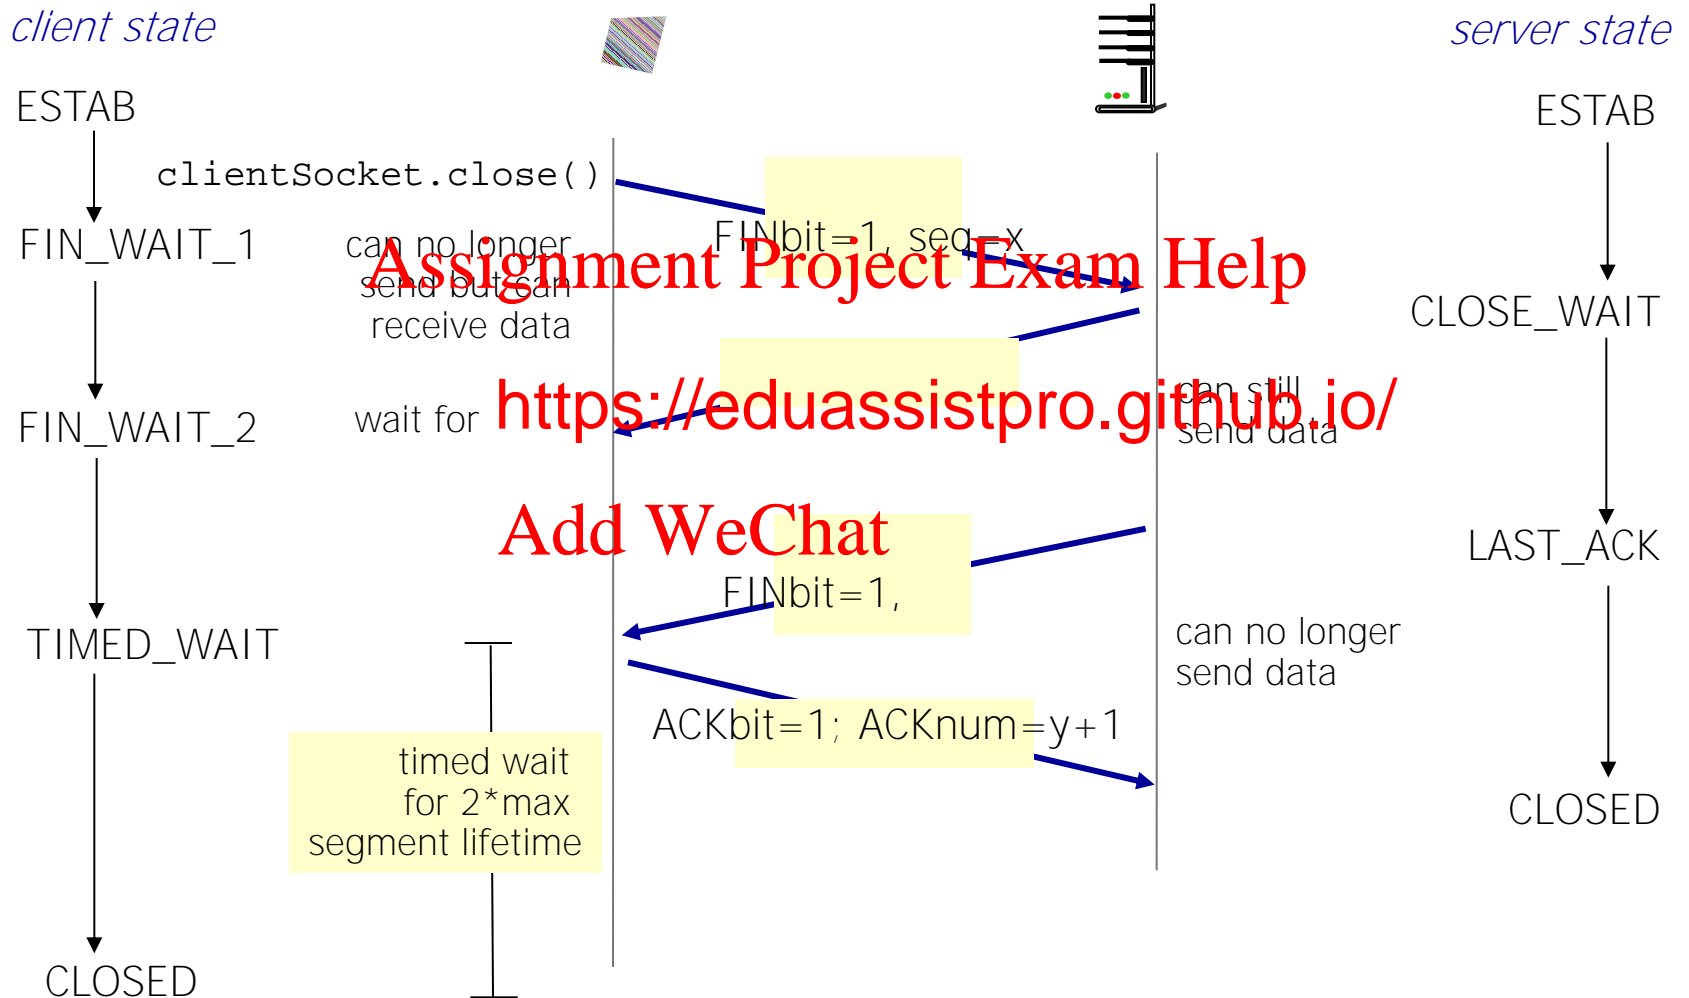 client state
server state
ESTAB
ESTAB
clientSocket.close()
FIN_WAIT_1
can no longer
send but can
receive data
FINbit=1, seq=x
Assignment Project Exam Help
CLOSE_WAIT
FIN_WAIT_2
wait for
https://eduassistpro.github.io/
can still
send data
Add WeChat
LAST_ACK
FINbit=1,
TIMED_WAIT
can no longer
send data
ACKbit=1; ACKnum=y+1
timed wait
for 2*max
segment lifetime
CLOSED
CLOSED